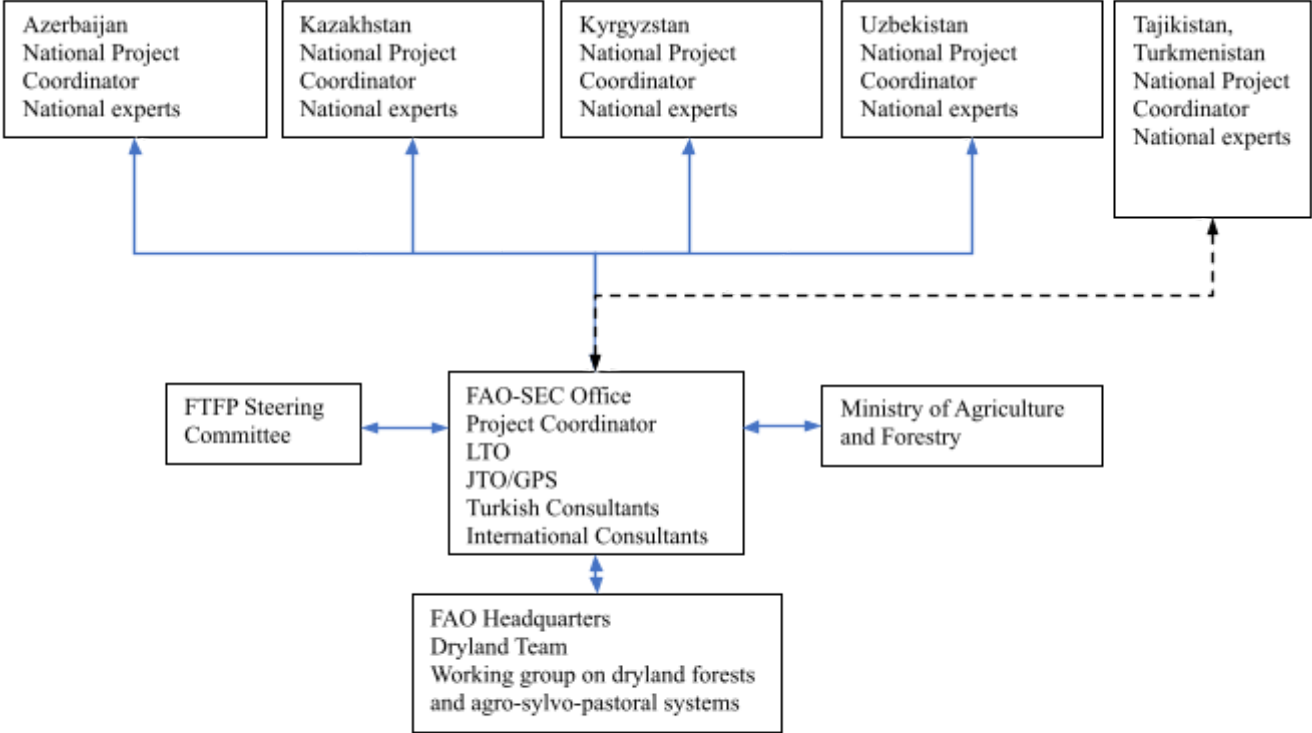 Azerbaijan
National Project
Coordinator
National experts
Kazakhstan
National Project
Coordinator
National experts
Kyrgyzstan
National Project
Coordinator
National experts
Uzbekistan
National Project
Coordinator
National experts
Tajikistan,
Turkmenistan
National Project
Coordinator
National experts
FTFP Steering
Committee
FAO-SEC Office
Project Coordinator
LTO
JTO/GPS
Turkish Consultants
International Consultants
Ministry of Agriculture
and Forestry
FAO Headquarters
Dryland Team
Working group on dryland forests
and agro-sylvo-pastoral systems